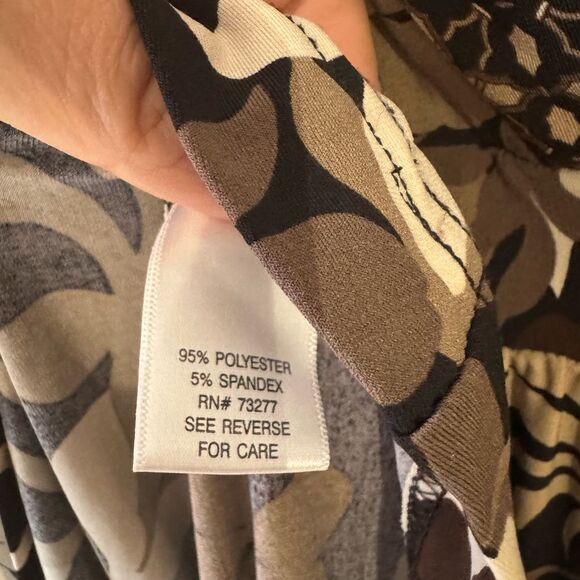 95% POLYESTER
5% SPANDEX
RN# 73277
SEE REVERSE
FOR CARE